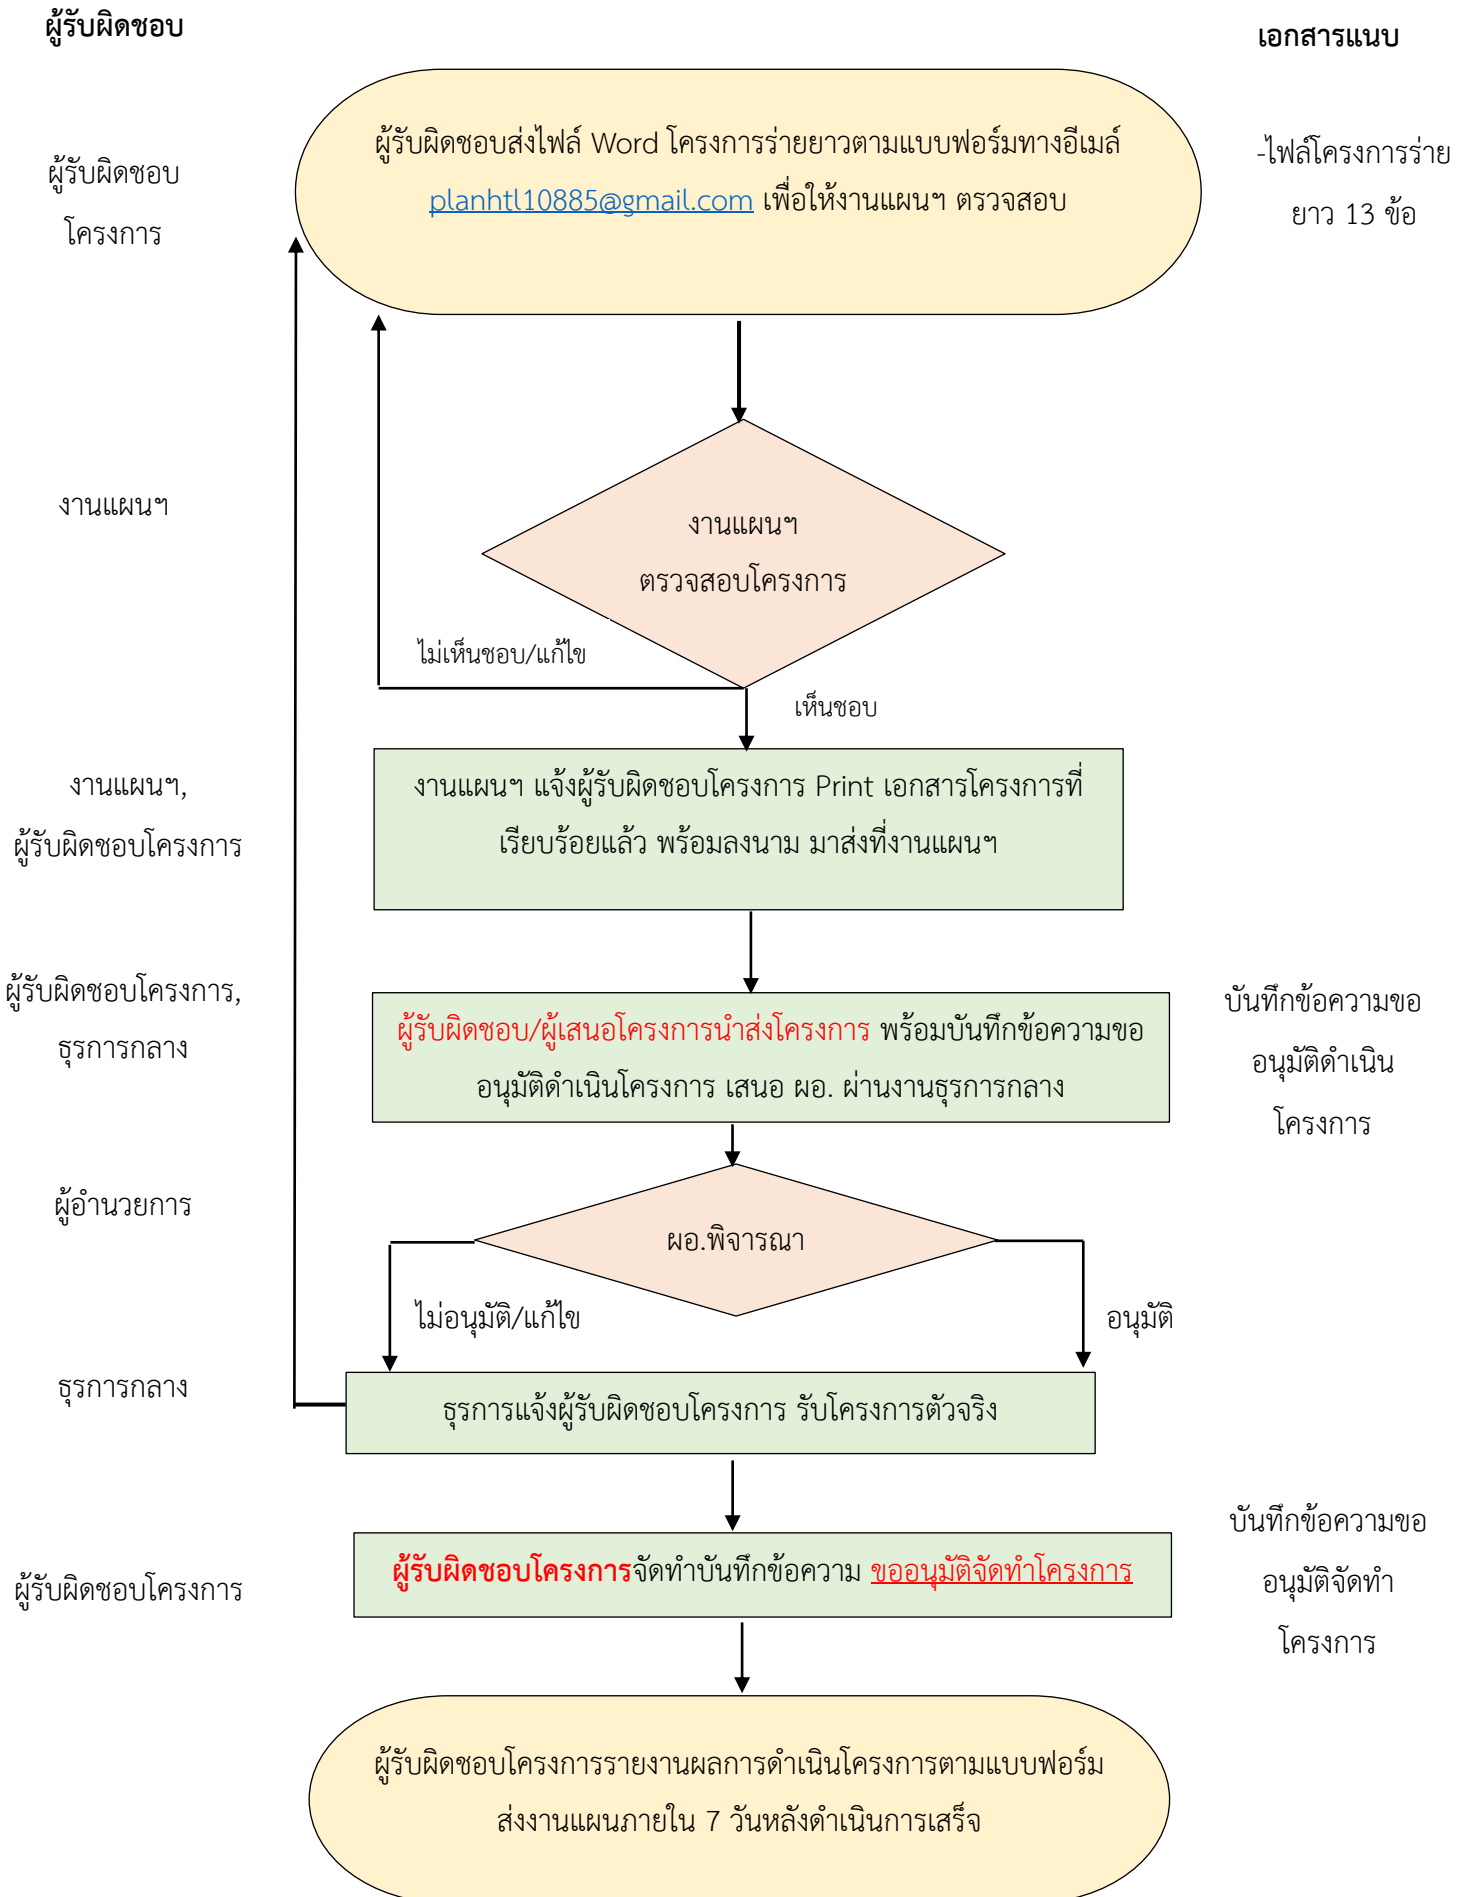 ผู้รับผิดชอบ
เอกสารแนบ
ผู้รับผิดชอบส่งไฟล์ Word โครงการร่ายยาวตามแบบฟอร์มทางอีเมล์
planhtl10885@gmail.com เพื่อให้งานแผนฯ ตรวจสอบ
ผู้รับผิดชอบ
โครงการ
-ไฟล์โครงการร่าย
ยาว 13 ข้อ
งานแผนฯ
งานแผนฯ
ตรวจสอบโครงการ
ไม่เห็นชอบ/แก้ไข
เห็นชอบ
งานแผนฯ,
ผู้รับผิดชอบโครงการ
งานแผนฯ แจ้งผู้รับผิดชอบโครงการ Print เอกสารโครงการที่
เรียบร้อยแล้ว พร้อมลงนาม มาส่งที่งานแผนฯ
ผู้รับผิดชอบโครงการ,
ธุรการกลาง
ผู้รับผิดชอบ/ผู้เสนอโครงการนำส่งโครงการ พร้อมบันทึกข้อความขอ
อนุมัติดำเนินโครงการ เสนอ ผอ. ผ่านงานธุรการกลาง
บันทึกข้อความขอ
อนุมัติดำเนิน
โครงการ
ผู้อำนวยการ
ผอ.พิจารณา
ไม่อนุมัติ/แก้ไข
อนุมัติ
ธุรการกลาง
ธุรการแจ้งผู้รับผิดชอบโครงการ รับโครงการตัวจริง
ผู้รับผิดชอบโครงการ
ผู้รับผิดชอบโครงการจัดทำบันทึกข้อความ ขออนุมัติจัดทำโครงการ
บันทึกข้อความขอ
อนุมัติจัดทำ
โครงการ
ผู้รับผิดชอบโครงการรายงานผลการดำเนินโครงการตามแบบฟอร์ม
ส่งงานแผนภายใน 7 วันหลังดำเนินการเสร็จ